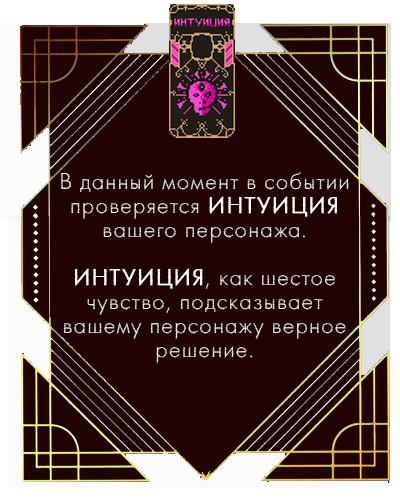 ИНТУИЦИЯ
В данный момент в событии
проверяется ИНТУИЦИЯ
вашего персонажа.
ИНТУИЦИЯ, как шестое
чувство, подсказывает
вашему персонажу верное
решение.